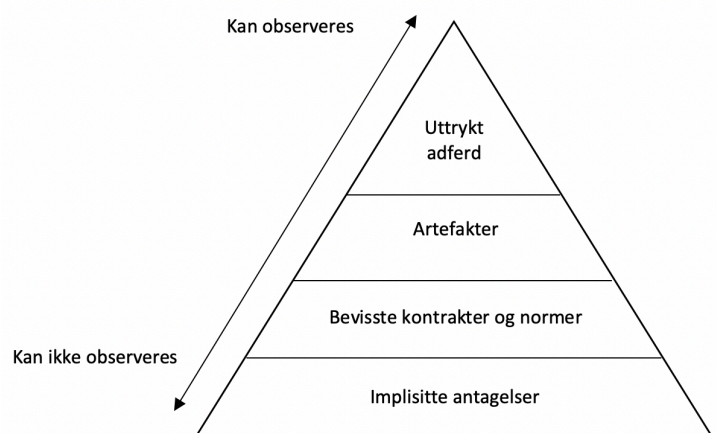 Kan observeres
Uttrykt
adferd
Artefakter
Bevisste kontrakter og normer
Kan ikke observeres
Implisitte antagelser